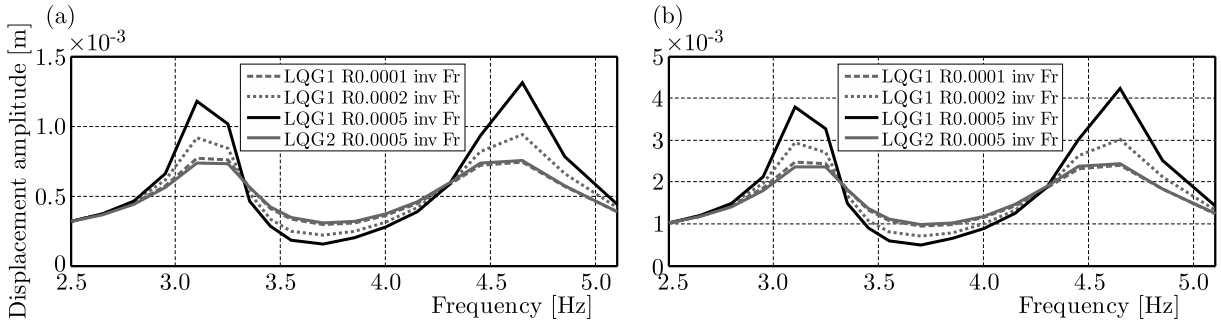 (a)
×10⁻³
Displacement amplitude [m]
1.5
1.0
0.5
0
LQG1 R0.0001 inv Fr
LQG1 R0.0002 inv Fr
LQG1 R0.0005 inv Fr
LQG2 R0.0005 inv Fr
2.5 3.0 3.5 4.0 4.5 5.0
Frequency [Hz]
(b)
×10⁻³
5
4
3
2
1
0
LQG1 R0.0001 inv Fr
LQG1 R0.0002 inv Fr
LQG1 R0.0005 inv Fr
LQG2 R0.0005 inv Fr
2.5 3.0 3.5 4.0 4.5 5.0
Frequency [Hz]